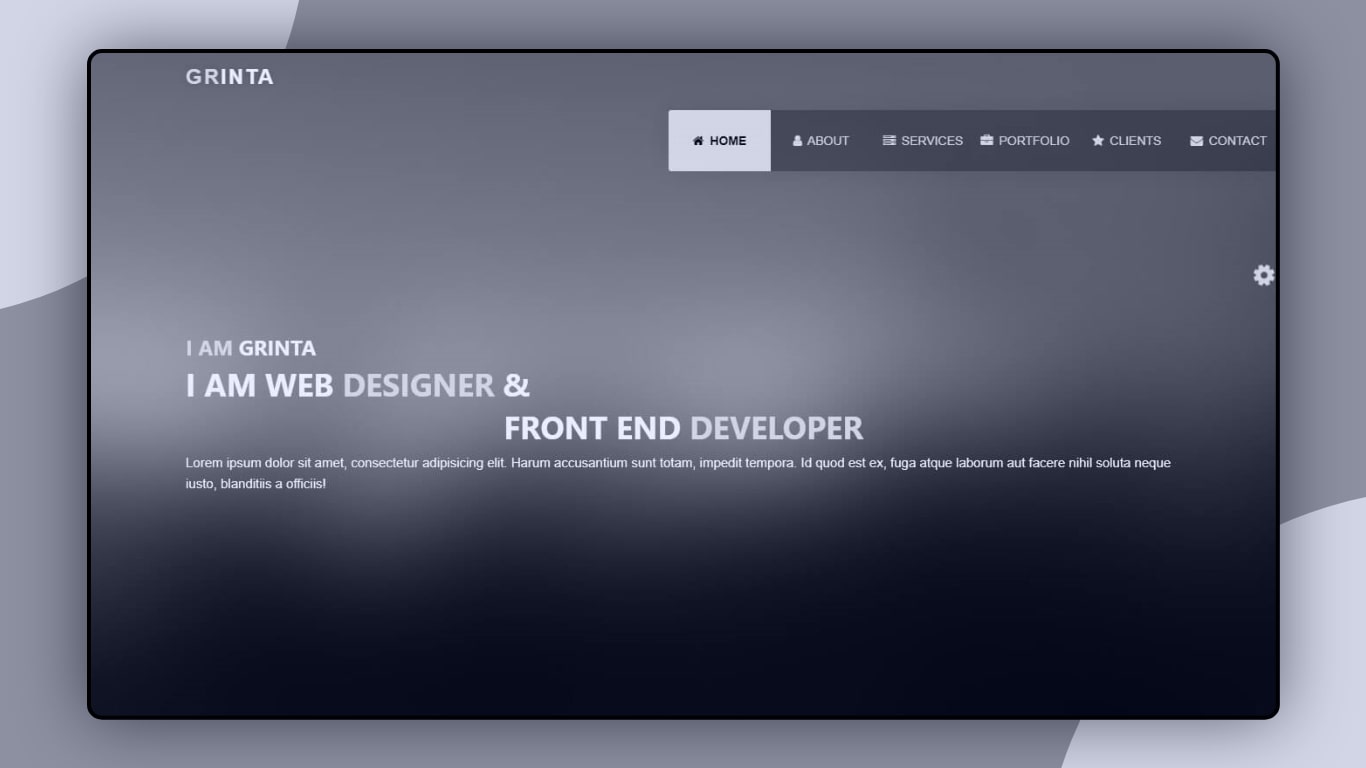 GRINTA
HOME ABOUT SERVICES PORTFOLIO CLIENTS CONTACT
I AM GRINTA
I AM WEB DESIGNER &
FRONT END DEVELOPER
Lorem ipsum dolor sit amet, consectetur adipisicing elit. Harum accusantium sunt totam, impedit tempora. Id quod est ex, fuga atque laborum aut facere nihil soluta neque
iusto, blanditiis a officiis!